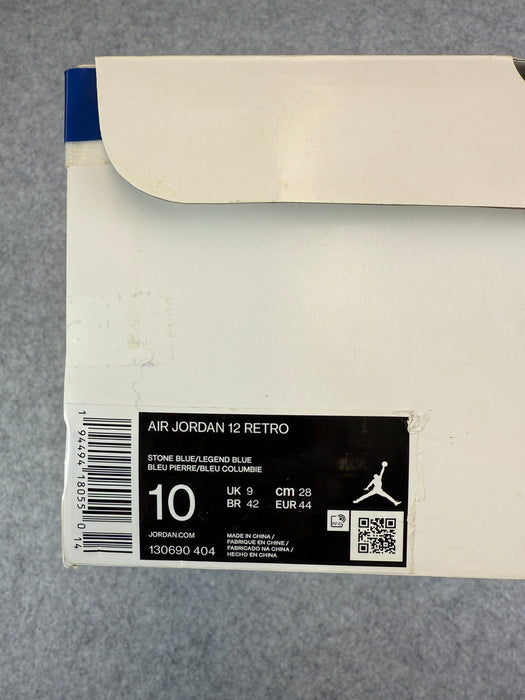 AIR JORDAN 12 RETRO
STONE BLUE/LEGEND BLUE
BLEU PIERRE/BLEU COLUMBIE
10
UK 9 cm 28
BR 42 EUR 44
JORDAN.COM
130690 404
MADE IN CHINA /
FABRIQUE EN CHINE /
FABRICADO NA CHINA /
HECHO EN CHINA
1 94494 18055 0 14